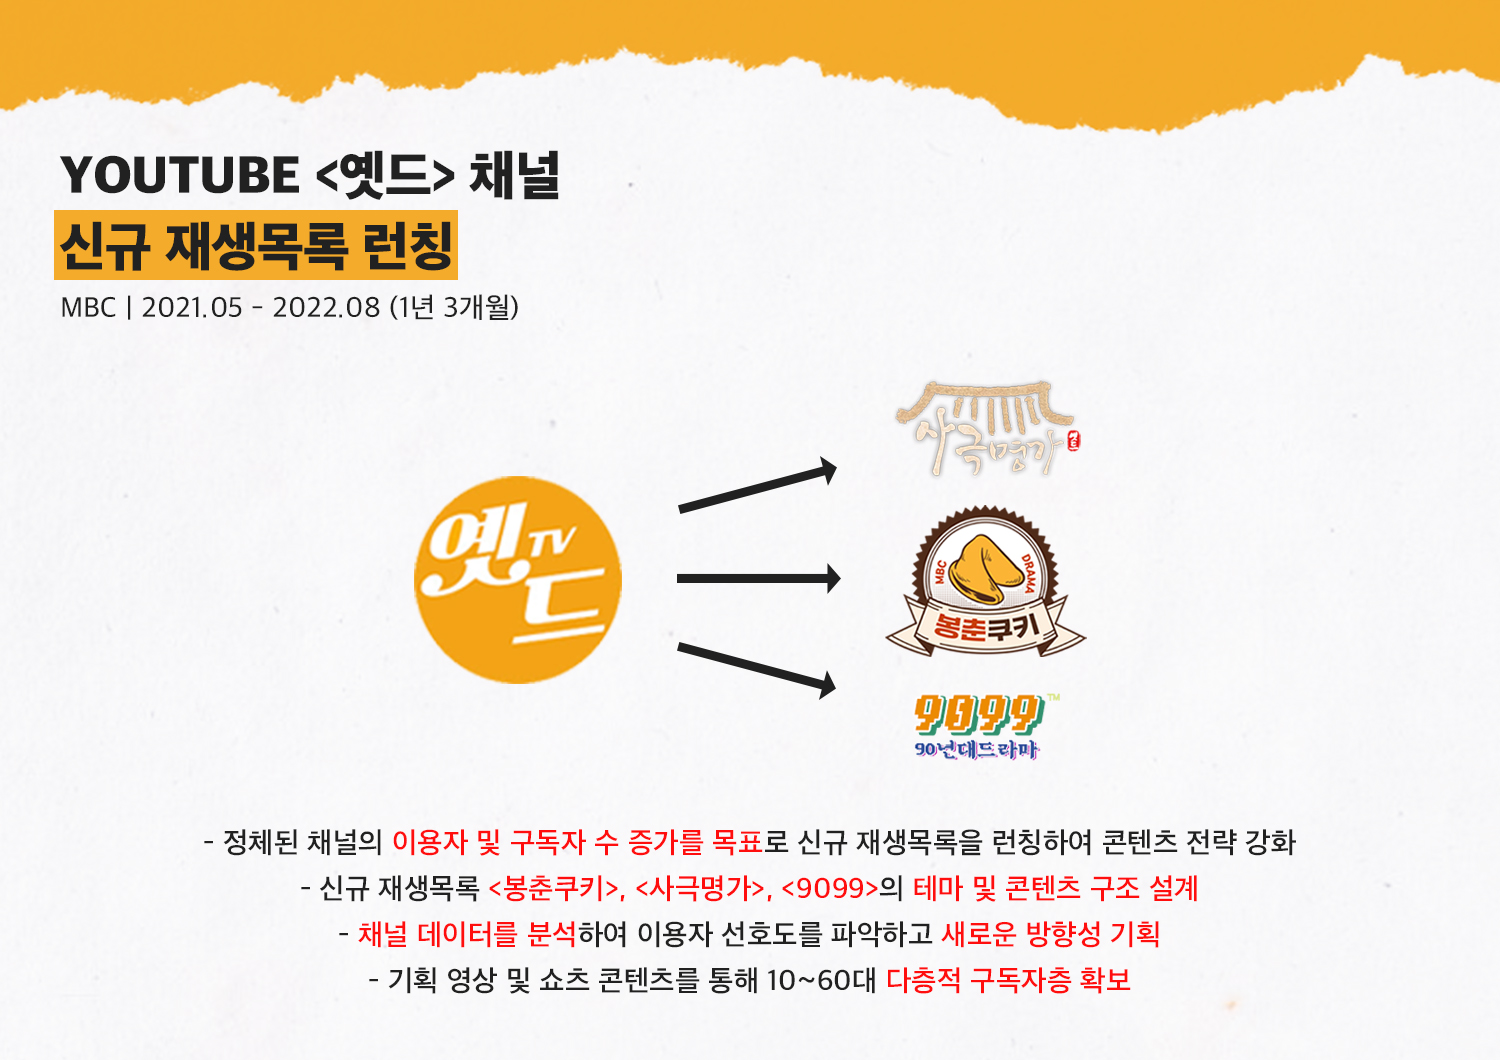 YOUTUBE <옛드> 채널
신규 재생목록 런칭
MBC | 2021.05 - 2022.08 (1년 3개월)
사극명가
옛드
옛드 TV
MBC DRAMA
봉춘쿠키
9099 TM
90년대드라마
- 정체된 채널의 이용자 및 구독자 수 증가를 목표로 신규 재생목록을 런칭하여 콘텐츠 전략 강화
- 신규 재생목록 <봉춘쿠키>, <사극명가>, <9099>의 테마 및 콘텐츠 구조 설계
- 채널 데이터를 분석하여 이용자 선호도를 파악하고 새로운 방향성 기획
- 기획 영상 및 쇼츠 콘텐츠를 통해 10~60대 다층적 구독자층 확보